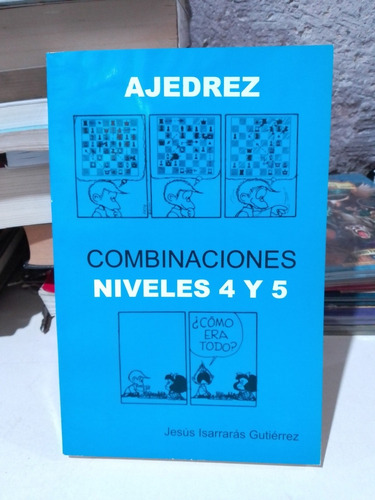 AJEDREZ
COMBINACIONES
NIVELES 4 Y 5
¿CÓMO
ERA
TODO?
Jesús Isarrarás Gutiérrez